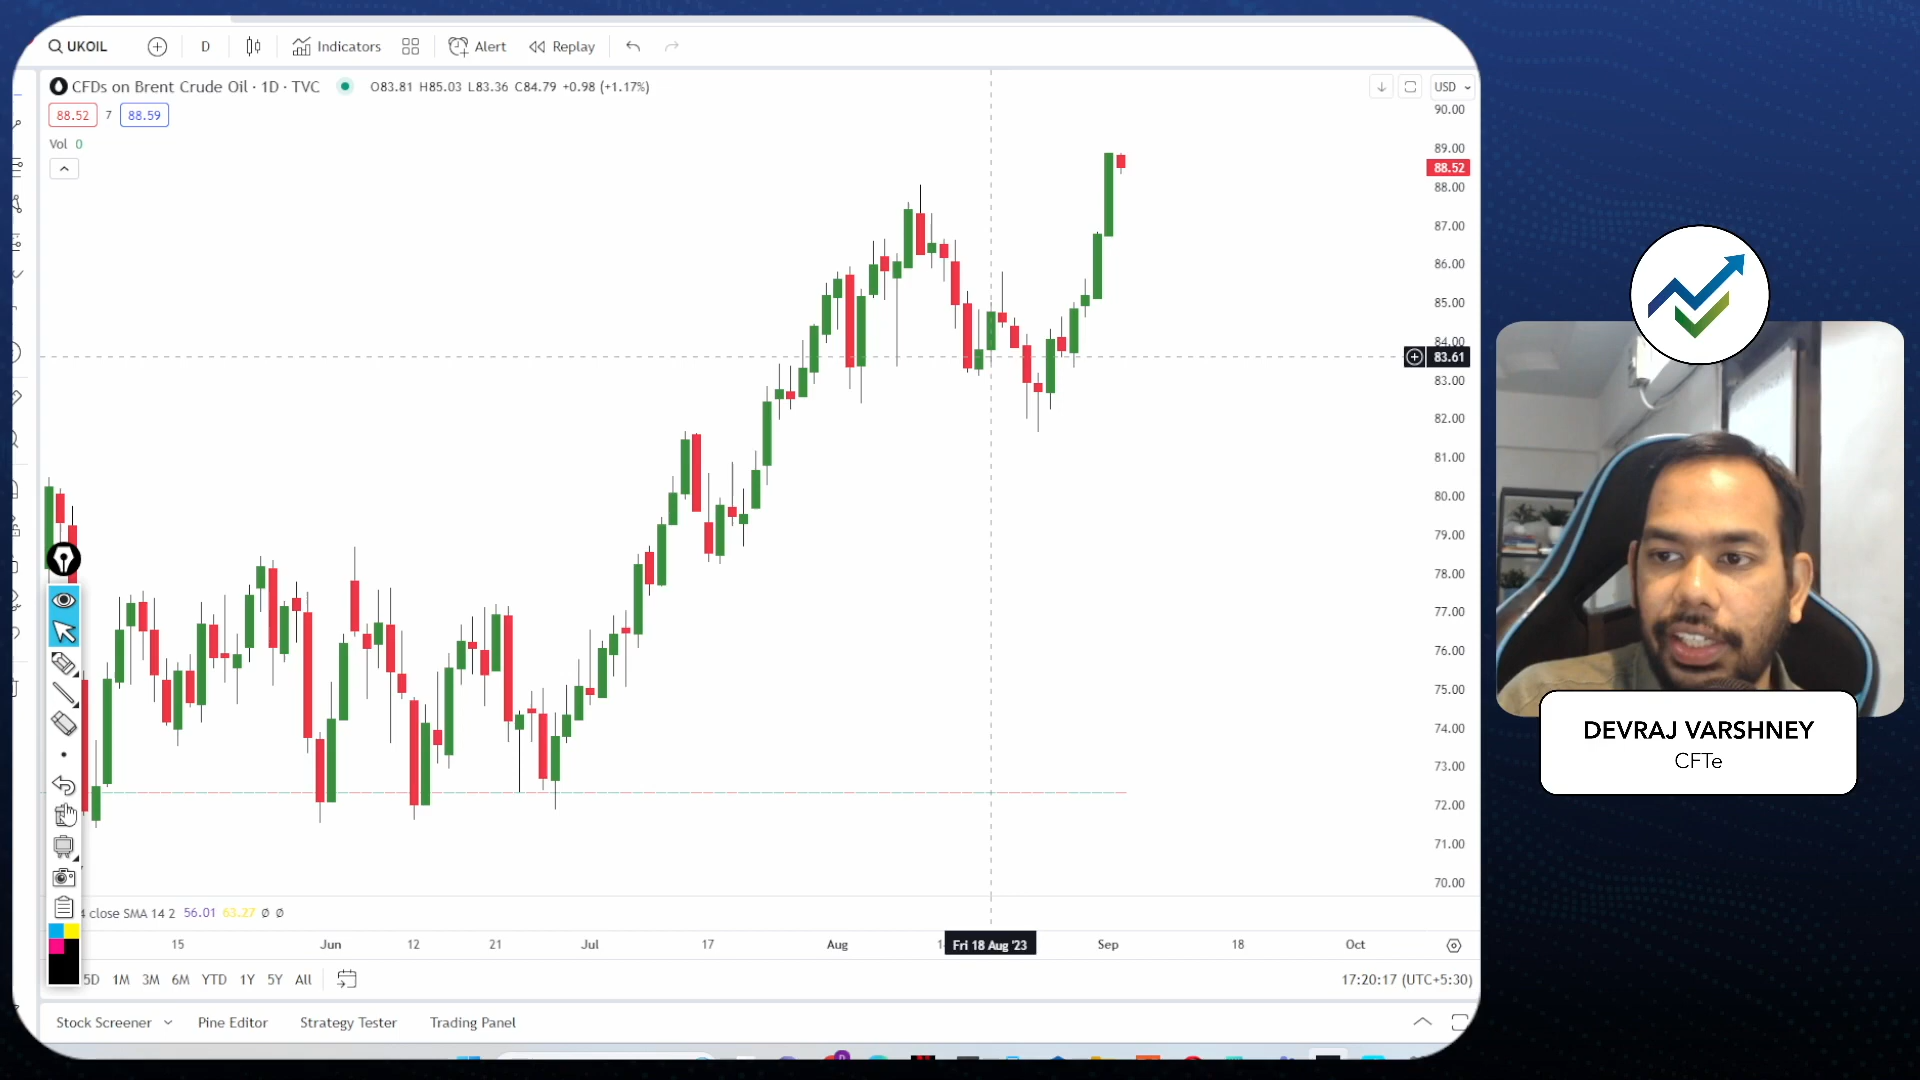 UKOIL
D
Indicators
Alert
Replay
CFDs on Brent Crude Oil · 1D · TVC
O83.81 H85.03 L83.36 C84.79 +0.98 (+1.17%)
USD
88.52 7 88.59
Vol 0
90.00
89.00
88.52
88.00
87.00
86.00
85.00
84.00
83.61
83.00
82.00
81.00
80.00
79.00
78.00
77.00
76.00
75.00
74.00
73.00
72.00
71.00
70.00
DEVRAJ VARSHNEY
CFTe
close SMA 14 2 56.01 63.27 Ø Ø
15 Jun 12 21 Jul 17 Aug Fri 18 Aug '23 Sep 18 Oct
5D 1M 3M 6M YTD 1Y 5Y All
17:20:17 (UTC+5:30)
Stock Screener Pine Editor Strategy Tester Trading Panel